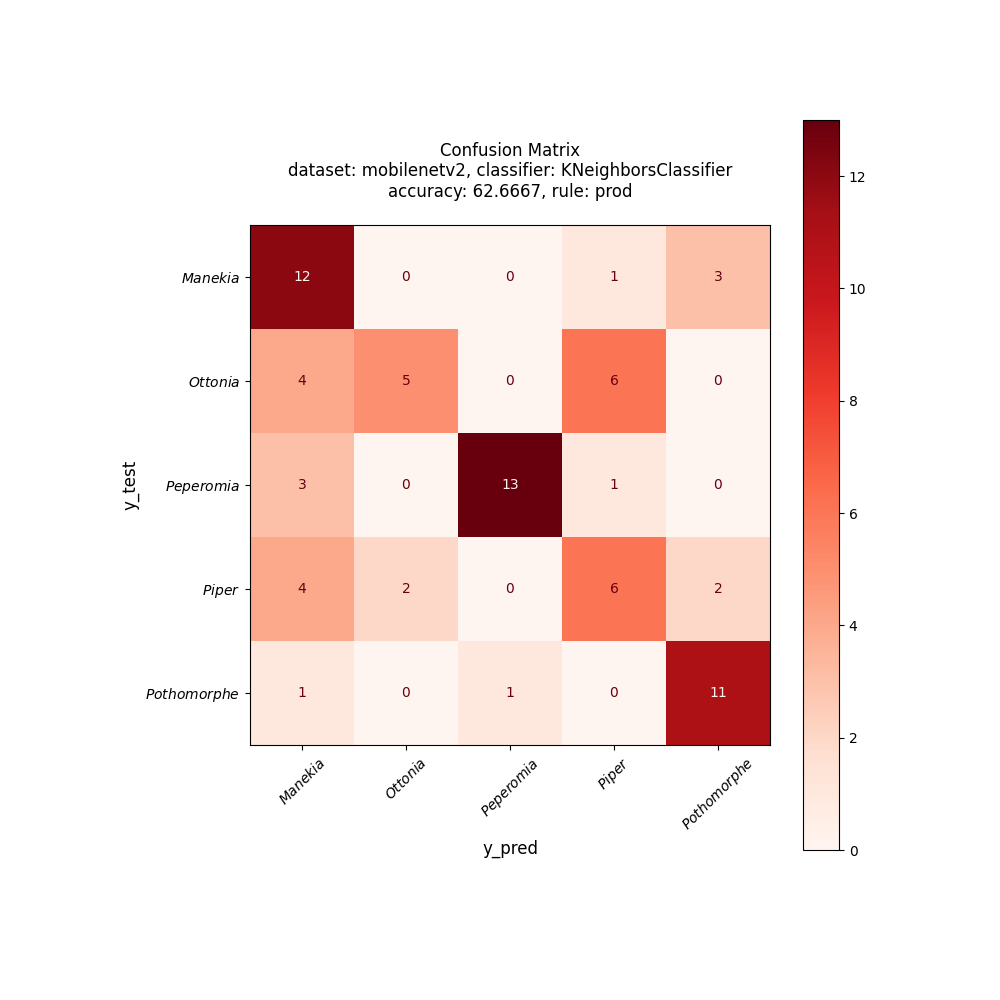 Confusion Matrix
dataset: mobilenetv2, classifier: KNeighborsClassifier
accuracy: 62.6667, rule: prod
Manekia 12 0 0 1 3
Ottonia 4 5 0 6 0
Peperomia 3 0 13 1 0
Piper 4 2 0 6 2
Pothomorphe 1 0 1 0 11
y_test
Manekia Ottonia Peperomia Piper Pothomorphe
y_pred
12
10
8
6
4
2
0